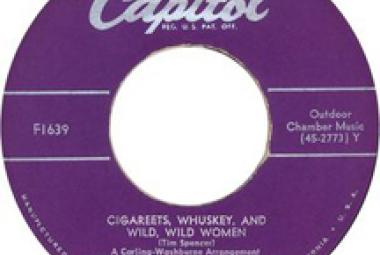 Capitol
REG. U.S. PAT. OFF.
F1639
Outdoor
Chamber Music
(45-2773) Y
CIGAREETS, WHUSKEY, AND
WILD, WILD WOMEN
(Tim Spencer)
A Carling-Washburne Arrangement
MANUFACTURED
U.S.A.